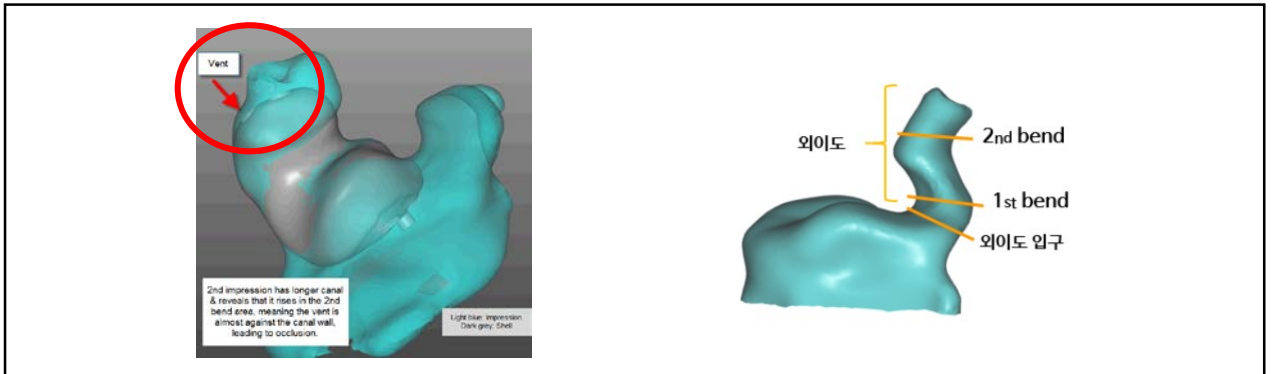 Vent
2nd impression has longer canal
& reveals that it rises in the 2nd
bend area, meaning the vent is
almost against the canal wall,
leading to occlusion.
Light blue: Impression
Dark grey: Shell
외이도
2nd bend
1st bend
외이도 입구